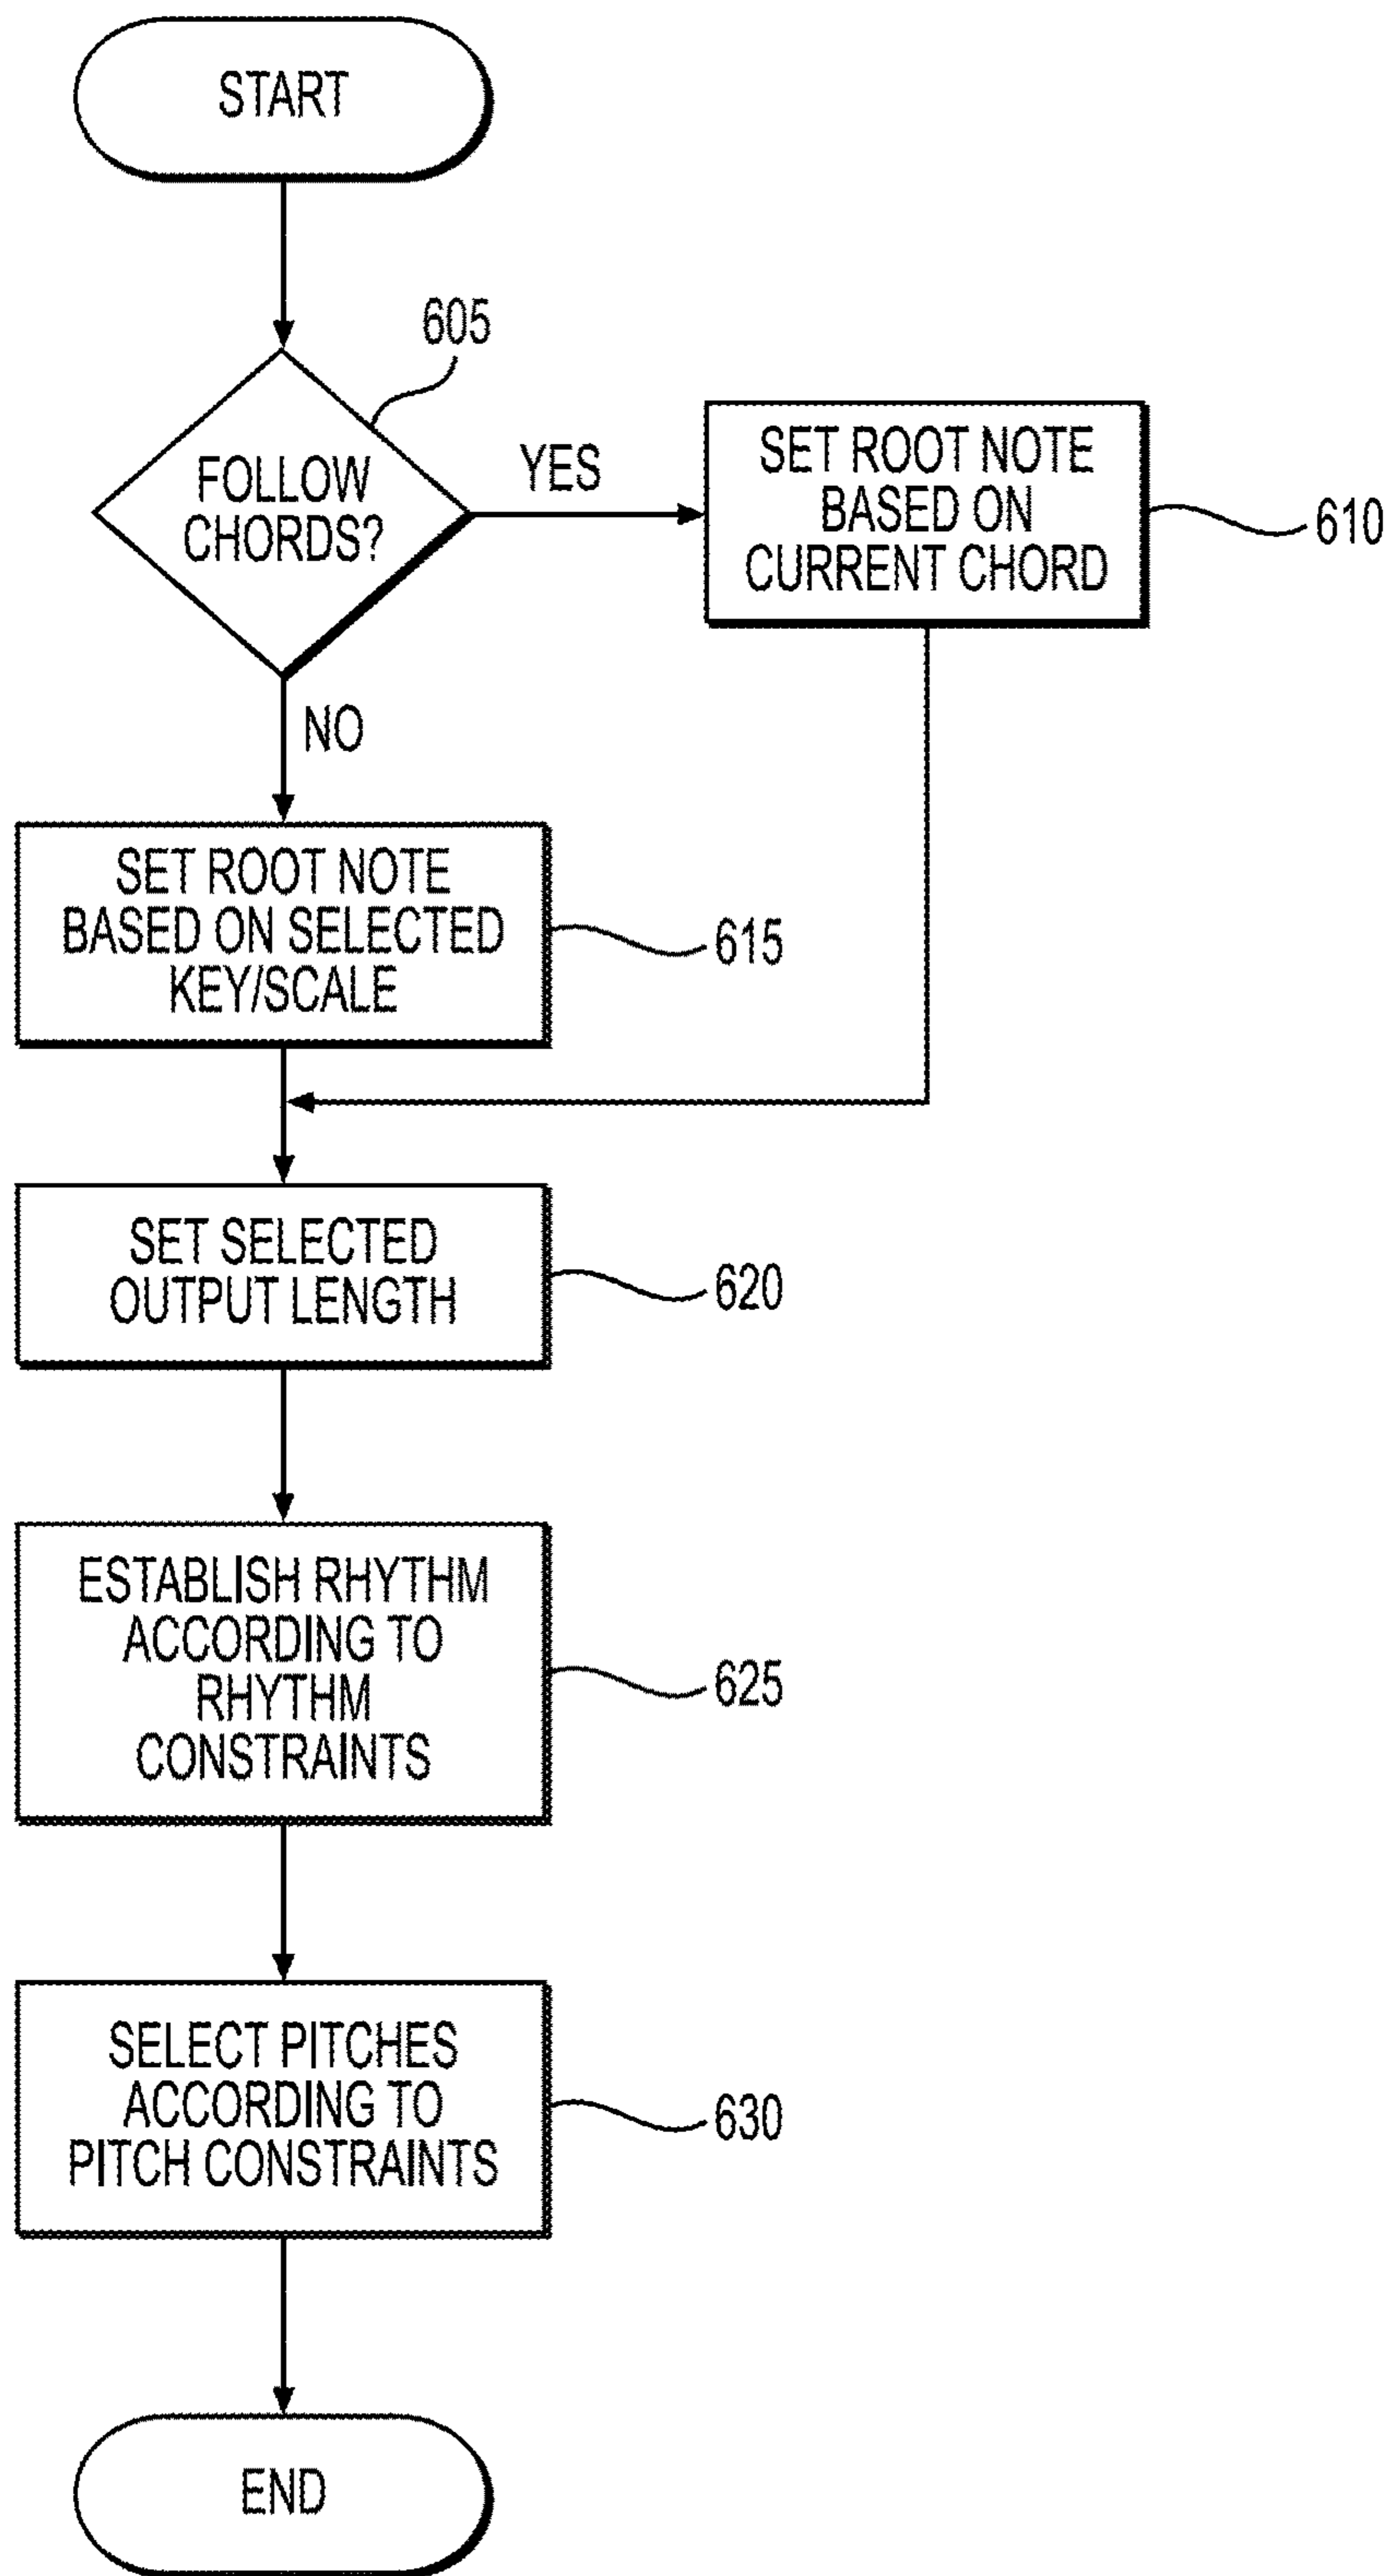 START
605
FOLLOW
CHORDS?
YES
SET ROOT NOTE
BASED ON
CURRENT CHORD
610
NO
SET ROOT NOTE
BASED ON SELECTED
KEY/SCALE
615
SET SELECTED
OUTPUT LENGTH
620
ESTABLISH RHYTHM
ACCORDING TO
RHYTHM
CONSTRAINTS
625
SELECT PITCHES
ACCORDING TO
PITCH CONSTRAINTS
630
END